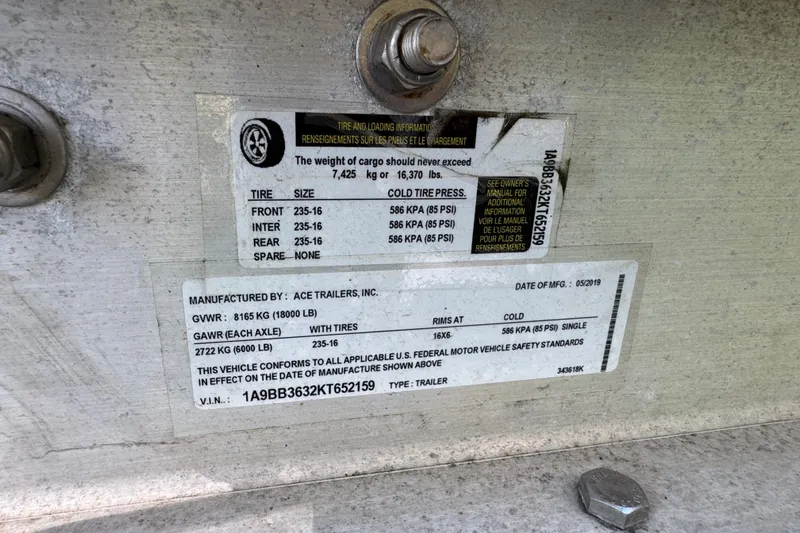 TIRE AND LOADING INFORMATION
RENSEIGNEMENTS SUR LES PNEUS ET LE CHARGEMENT
The weight of cargo should never exceed
7,425 kg or 16,370 lbs.
TIRE SIZE COLD TIRE PRESS.
FRONT 235-16 586 KPA (85 PSI)
INTER 235-16 586 KPA (85 PSI)
REAR 235-16 586 KPA (85 PSI)
SPARE NONE
SEE OWNER'S
MANUAL FOR
ADDITIONAL
INFORMATION
VOIR LE MANUEL
DE L'USAGER
POUR PLUS DE
RENSEIGNEMENTS
1A9BB3632KT652159
MANUFACTURED BY : ACE TRAILERS, INC. DATE OF MFG. : 05/2019
GVWR : 8165 KG (18000 LB)
GAWR (EACH AXLE) WITH TIRES RIMS AT COLD
2722 KG (6000 LB) 235-16 16X6 586 KPA (85 PSI) SINGLE
THIS VEHICLE CONFORMS TO ALL APPLICABLE U.S. FEDERAL MOTOR VEHICLE SAFETY STANDARDS
IN EFFECT ON THE DATE OF MANUFACTURE SHOWN ABOVE
343618K
V.I.N.: 1A9BB3632KT652159 TYPE : TRAILER